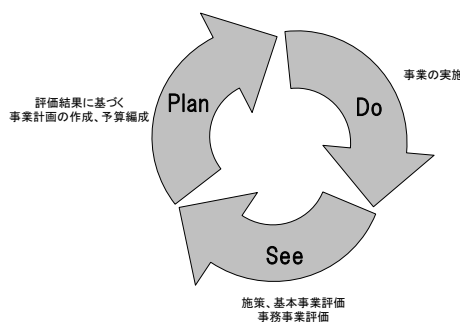 評価結果に基づく
事業計画の作成、予算編成
Plan
事業の実施
Do
See
施策、基本事業評価
事務事業評価